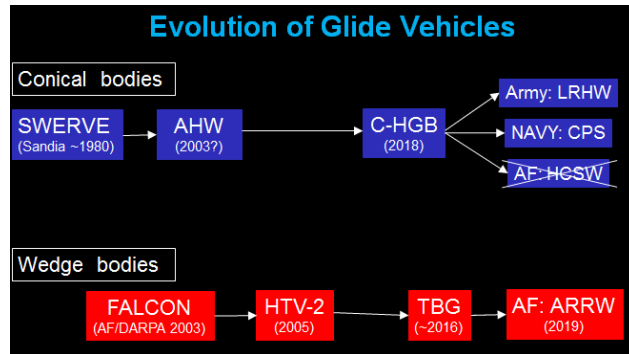 Evolution of Glide Vehicles
Conical bodies
SWERVE
(Sandia ~1980)
AHW
(2003?)
C-HGB
(2018)
Army: LRHW
NAVY: CPS
AF: HCSW
Wedge bodies
FALCON
(AF/DARPA 2003)
HTV-2
(2005)
TBG
(~2016)
AF: ARRW
(2019)